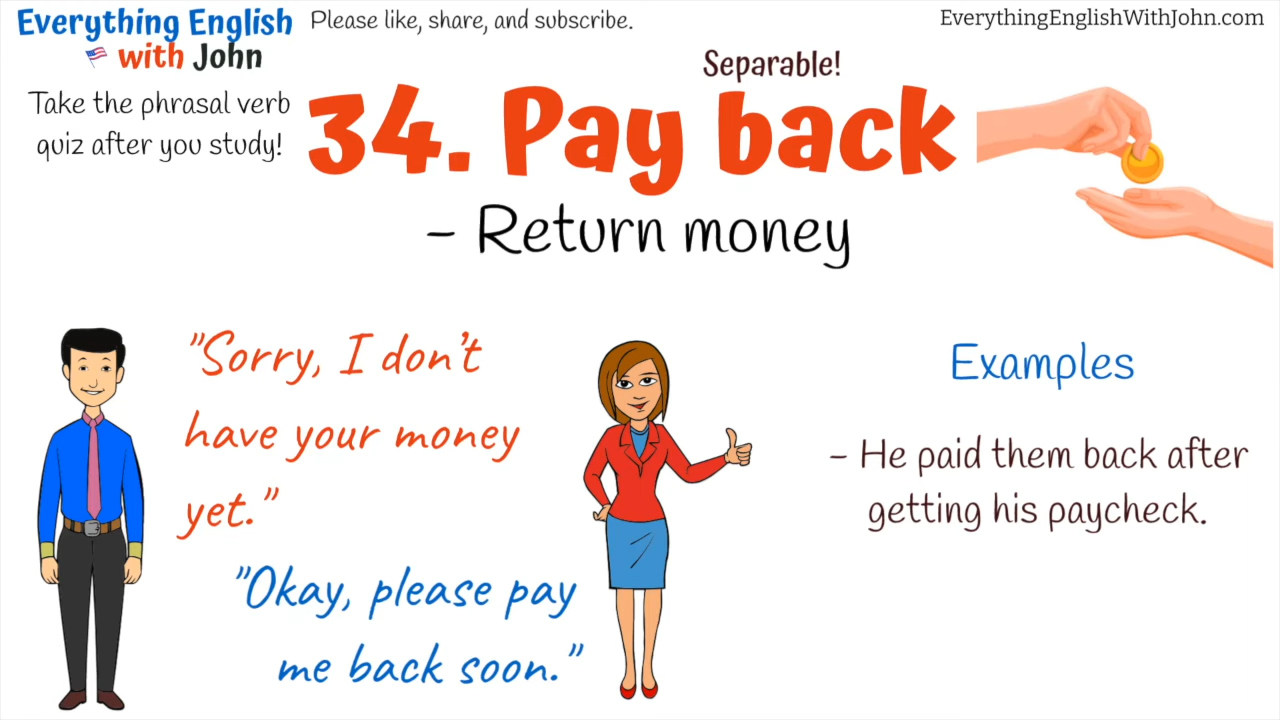 Everything English
with John
Please like, share, and subscribe.
EverythingEnglishWithJohn.com
Take the phrasal verb
quiz after you study!
Separable!
34. Pay back
- Return money
"Sorry, I don't
have your money
yet."
"Okay, please pay
me back soon."
Examples
- He paid them back after
getting his paycheck.